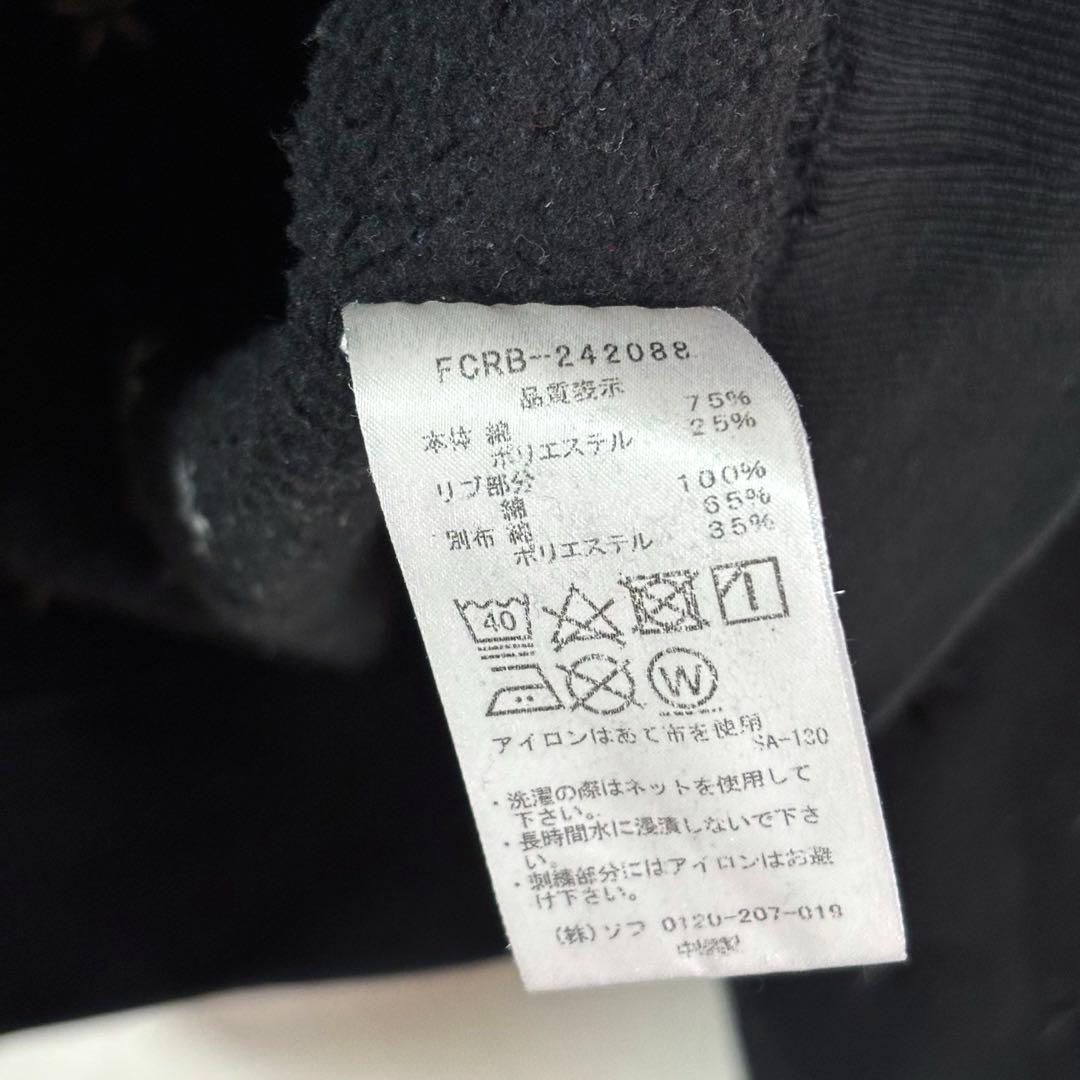 FCRB-242088
品質表示
本体 綿 75%
ポリエステル 25%
リブ部分
綿 100%
別布 綿 65%
ポリエステル 35%
40
W
アイロンはあて布を使用
SA-130
・洗濯の際はネットを使用して
下さい。
・長時間水に浸漬しないで下さ
い。
・刺繍部分にはアイロンはお避
け下さい。
(株)ソフ 0120-207-019